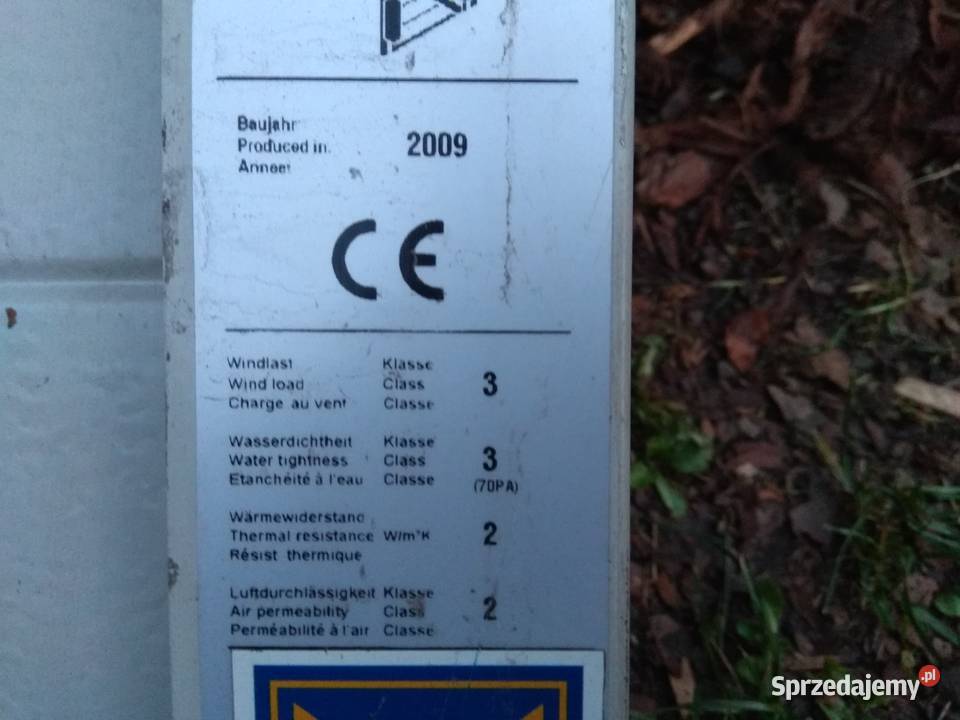 Baujahr
Produced in: 2009
Anneet
CE
Windlast Klasse
Wind load Class 3
Charge au vent Classe
Wasserdichtheit Klasse
Water tightness Class 3
Etanchéité à l'eau Classe (70PA)
Wärmewiderstand
Thermal resistance W/m²K 2
Résist thermique
Luftdurchlässigkeit Klasse
Air permeability Class 2
Perméabilité à l'air Classe
Sprzedajemy.pl